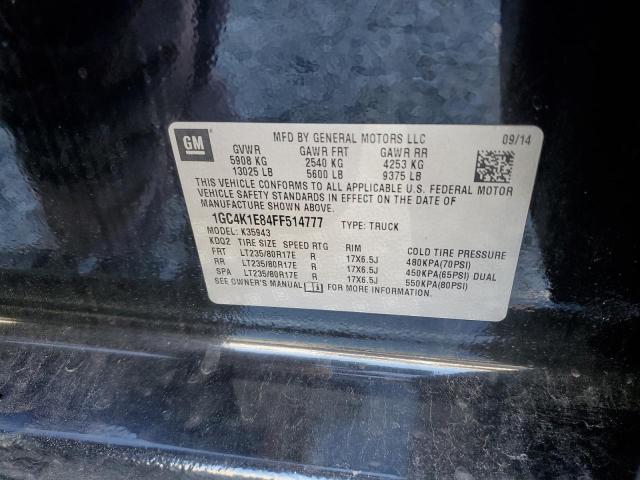 GM
MFD BY GENERAL MOTORS LLC 09/14
GVWR GAWR FRT GAWR RR
5908 KG 2540 KG 4253 KG
13025 LB 5600 LB 9375 LB
THIS VEHICLE CONFORMS TO ALL APPLICABLE U.S. FEDERAL MOTOR
VEHICLE SAFETY STANDARDS IN EFFECT ON THE DATE OF
MANUFACTURE SHOWN ABOVE.
1GC4K1E84FF514777 TYPE: TRUCK
MODEL: K35943
KDQ2 TIRE SIZE SPEED RTG RIM COLD TIRE PRESSURE
FRT LT235/80R17E R 17X6.5J 480KPA(70PSI)
RR LT235/80R17E R 17X6.5J 450KPA(65PSI) DUAL
SPA LT235/80R17E R 17X6.5J 550KPA(80PSI)
SEE OWNER'S MANUAL FOR MORE INFORMATION.